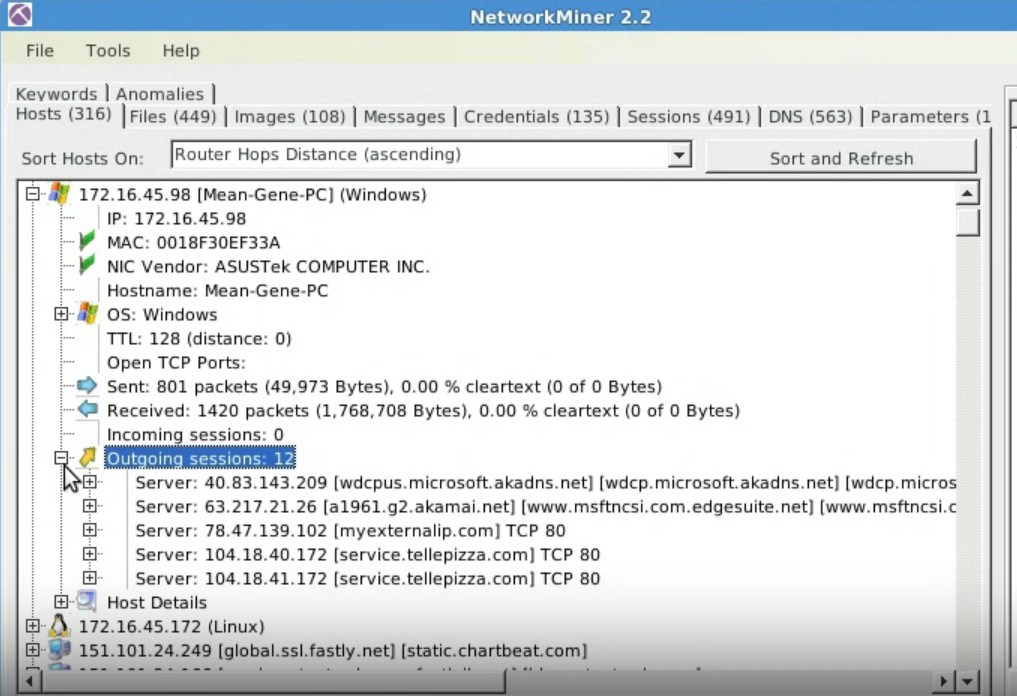 NetworkMiner 2.2
File Tools Help
Keywords Anomalies
Hosts (316) Files (449) Images (108) Messages Credentials (135) Sessions (491) DNS (563) Parameters (1
Sort Hosts On: Router Hops Distance (ascending) Sort and Refresh
172.16.45.98 [Mean-Gene-PC] (Windows)
IP: 172.16.45.98
MAC: 0018F30EF33A
NIC Vendor: ASUSTek COMPUTER INC.
Hostname: Mean-Gene-PC
OS: Windows
TTL: 128 (distance: 0)
Open TCP Ports:
Sent: 801 packets (49,973 Bytes), 0.00 % cleartext (0 of 0 Bytes)
Received: 1420 packets (1,768,708 Bytes), 0.00 % cleartext (0 of 0 Bytes)
Incoming sessions: 0
Outgoing sessions: 12
Server: 40.83.143.209 [wdcpus.microsoft.akadns.net] [wdcp.microsoft.akadns.net] [wdcp.micros
Server: 63.217.21.26 [a1961.g2.akamai.net] [www.msftncsi.com.edgesuite.net] [www.msftncsi.c
Server: 78.47.139.102 [myexternalip.com] TCP 80
Server: 104.18.40.172 [service.tellepizza.com] TCP 80
Server: 104.18.41.172 [service.tellepizza.com] TCP 80
Host Details
172.16.45.172 (Linux)
151.101.24.249 [global.ssl.fastly.net] [static.chartbeat.com]